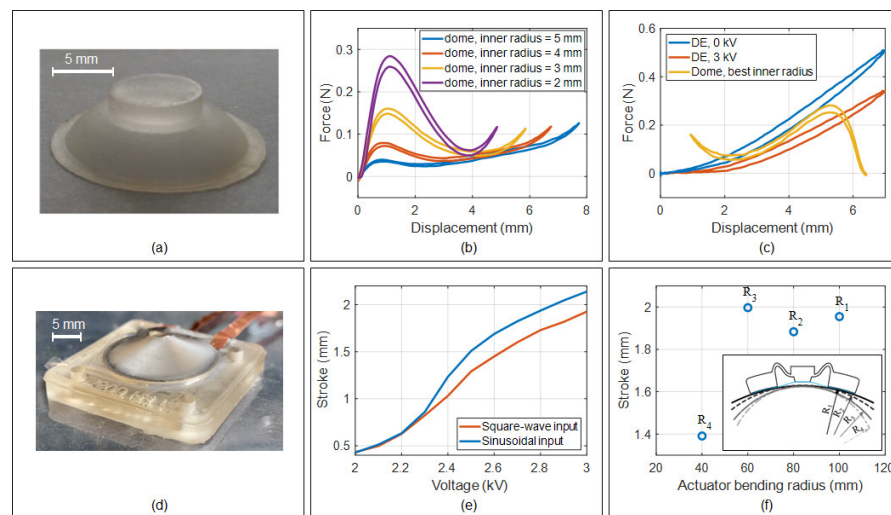 5 mm
(a)
dome, inner radius = 5 mm
dome, inner radius = 4 mm
dome, inner radius = 3 mm
dome, inner radius = 2 mm
0.3
0.2
0.1
0
Force (N)
0 2 4 6 8
Displacement (mm)
(b)
DE, 0 kV
DE, 3 kV
Dome, best inner radius
0.6
0.4
0.2
0
Force (N)
0 2 4 6
Displacement (mm)
(c)
5 mm
(d)
2
1.5
1
0.5
Stroke (mm)
Square-wave input
Sinusoidal input
2 2.2 2.4 2.6 2.8 3
Voltage (kV)
(e)
2
1.8
1.6
1.4
Stroke (mm)
R3
R2
R1
R4
R1
R2
R3
R4
20 40 60 80 100 120
Actuator bending radius (mm)
(f)